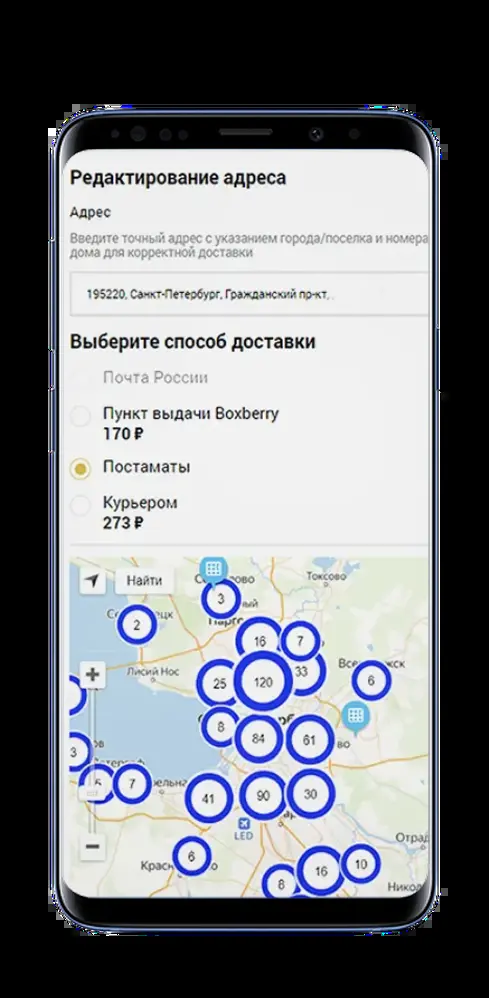 Редактирование адреса
Адрес
Введите точный адрес с указанием города/поселка и номера
дома для корректной доставки
195220, Санкт-Петербург, Гражданский пр-кт, .
Выберите способ доставки
Почта России
Пункт выдачи Boxberry
170 ₽
Постаматы
Курьером
273 ₽
Найти
Токсово
3
2
16
7
Лисий Нос
25
120
33
6
8
84
61
во
3
5
7
41
90
30
LED
6
Отрад
8
16
10
Никол